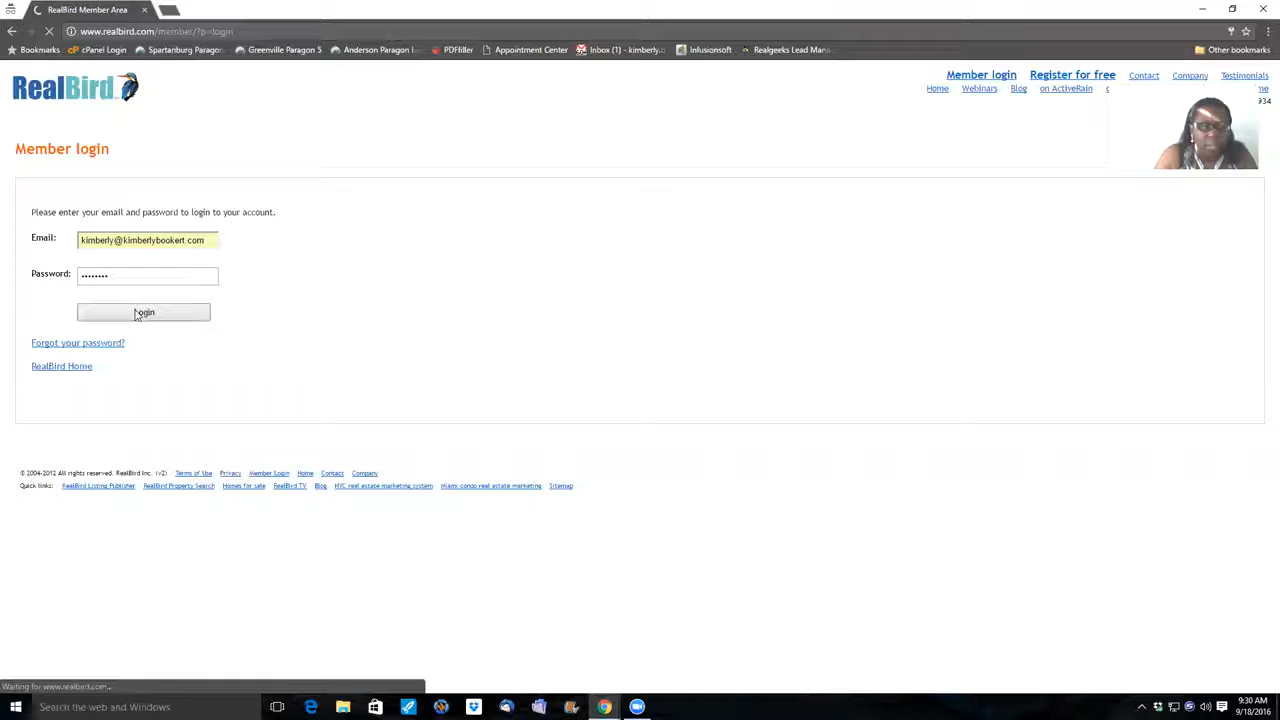 RealBird Member Area
www.realbird.com/member/?p=login
Bookmarks cPanel Login Spartanburg Paragon Greenville Paragon 5 Anderson Paragon PDFfiller Appointment Center Inbox (1) - kimberly. Infusionsoft Realgeeks Lead Man Other bookmarks
RealBird
Member login Register for free Contact Company Testimonials
Home Webinars Blog on ActiveRain
934
Member login
Please enter your email and password to login to your account.
Email: kimberly@kimberlybookert.com
Password: ••••••••
Login
Forgot your password?
RealBird Home
© 2004-2012 All rights reserved. RealBird Inc. (v2) Terms of Use Privacy Member Login Home Contact Company
Quick links: RealBird Listing Publisher RealBird Property Search Homes for sale RealBird TV Blog NYC real estate marketing system Miami condo real estate marketing Sitemap
Waiting for www.realbird.com...
Search the web and Windows
9:30 AM
9/18/2016